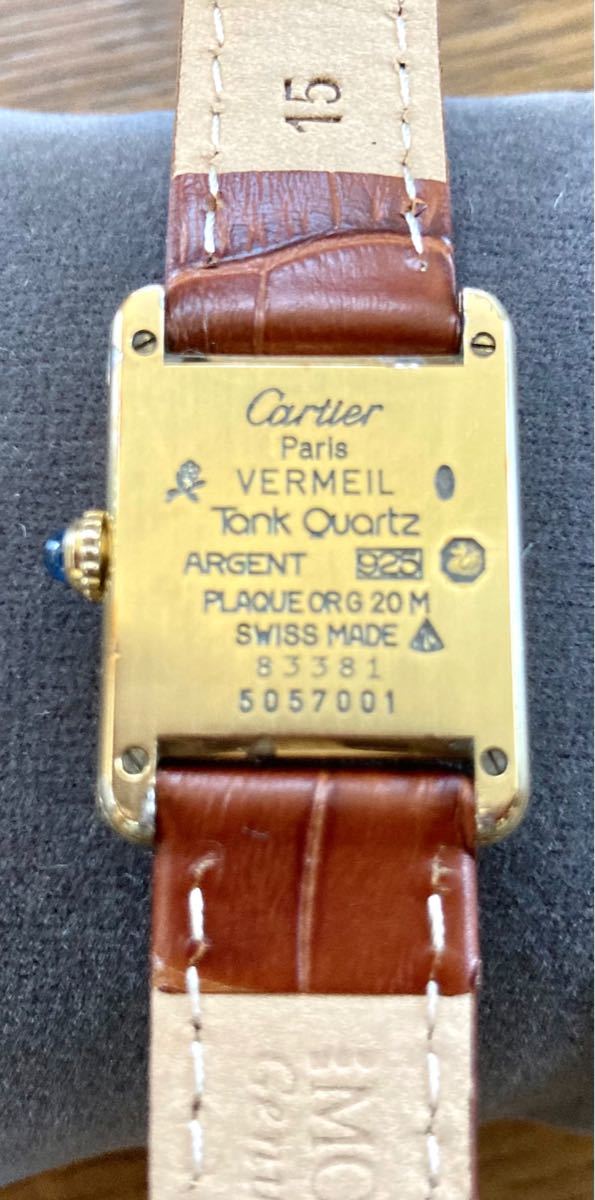 15
Cartier
Paris
VERMEIL
Tank Quartz
ARGENT 925
PLAQUE OR G 20 M
SWISS MADE
83381
5057001